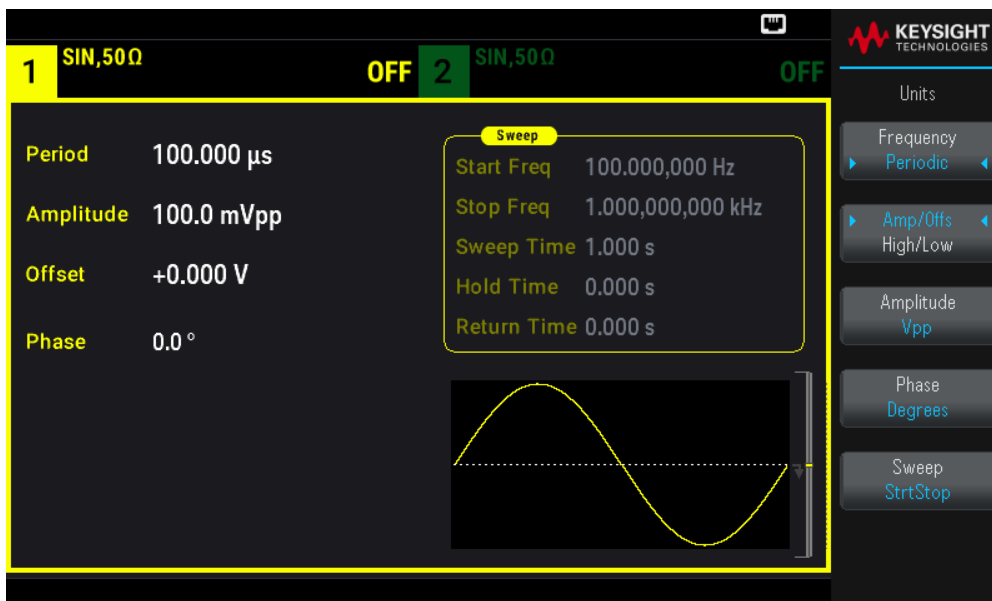 KEYSIGHT
TECHNOLOGIES
1 SIN,50Ω OFF
2 SIN,50Ω OFF
Period 100.000 µs
Amplitude 100.0 mVpp
Offset +0.000 V
Phase 0.0 °
Sweep
Start Freq 100.000,000 Hz
Stop Freq 1.000,000,000 kHz
Sweep Time 1.000 s
Hold Time 0.000 s
Return Time 0.000 s
Units
Frequency
Periodic
Amp/Offs
High/Low
Amplitude
Vpp
Phase
Degrees
Sweep
StrtStop